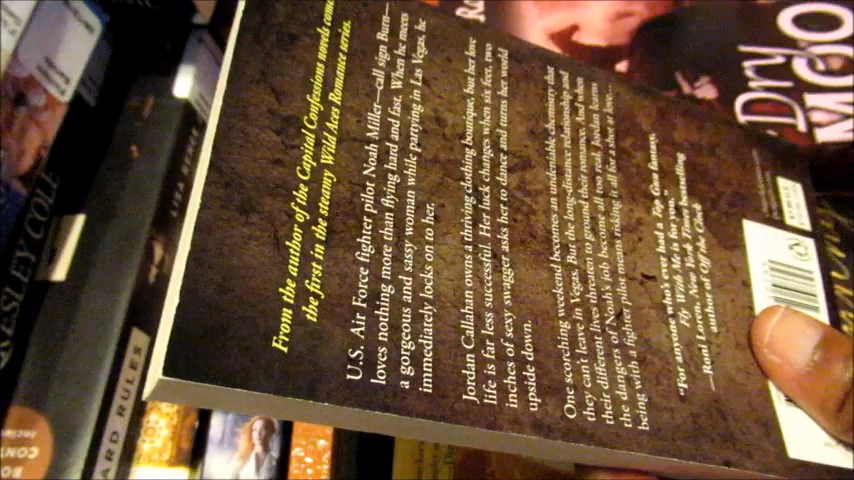 From the author of the Capital Confessions novels comes
the first in the steamy Wild Aces Romance series.
U.S. Air Force fighter pilot Noah Miller—call sign Burn—
loves nothing more than flying hard and fast. When he meets
a gorgeous and sassy woman while partying in Las Vegas, he
immediately locks on to her.
Jordan Callahan owns a thriving clothing boutique, but her love
life is far less successful. Her luck changes when six feet, two
inches of sexy swagger asks her to dance and turns her world
upside down.
One scorching weekend becomes an undeniable chemistry that
they can't leave in Vegas. But the long-distance relationship and
their different lives threaten to ground their romance. And when
the dangers of Noah's job become all too real, Jordan learns
being with a fighter pilot means risking it all for a shot at love...
"For anyone who's ever had a Top Gun fantasy,
Fly With Me is for you."
—Roni Loren, New York Times bestselling
author of Off the Clock
Dry
MOO
ESLEY COLE
LISA RENEE
ARD RULES